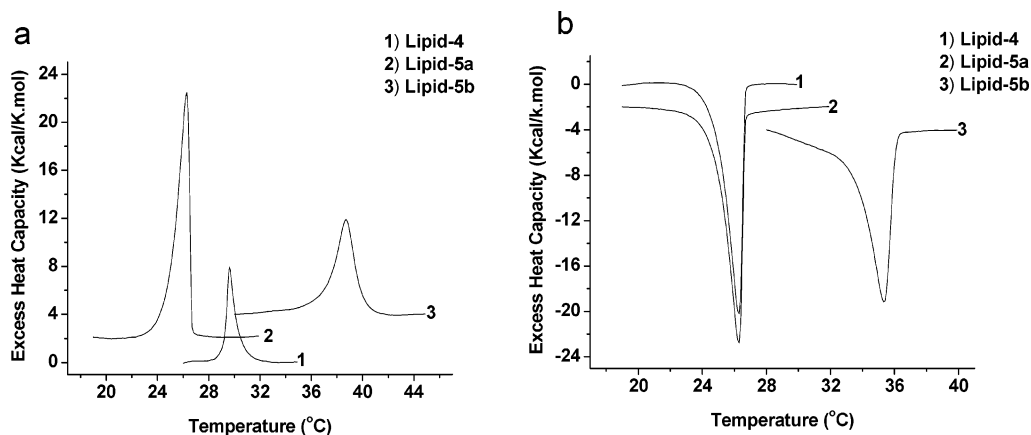 a
1) Lipid-4
2) Lipid-5a
3) Lipid-5b
Excess Heat Capacity (Kcal/K.mol)
24
20
16
12
8
4
0
3
2
1
20 24 28 32 36 40 44
Temperature (°C)
b
1) Lipid-4
2) Lipid-5a
3) Lipid-5b
Excess Heat Capacity (Kcal/k.mol)
0
-4
-8
-12
-16
-20
-24
1
2
3
20 24 28 32 36 40
Temperature (°C)